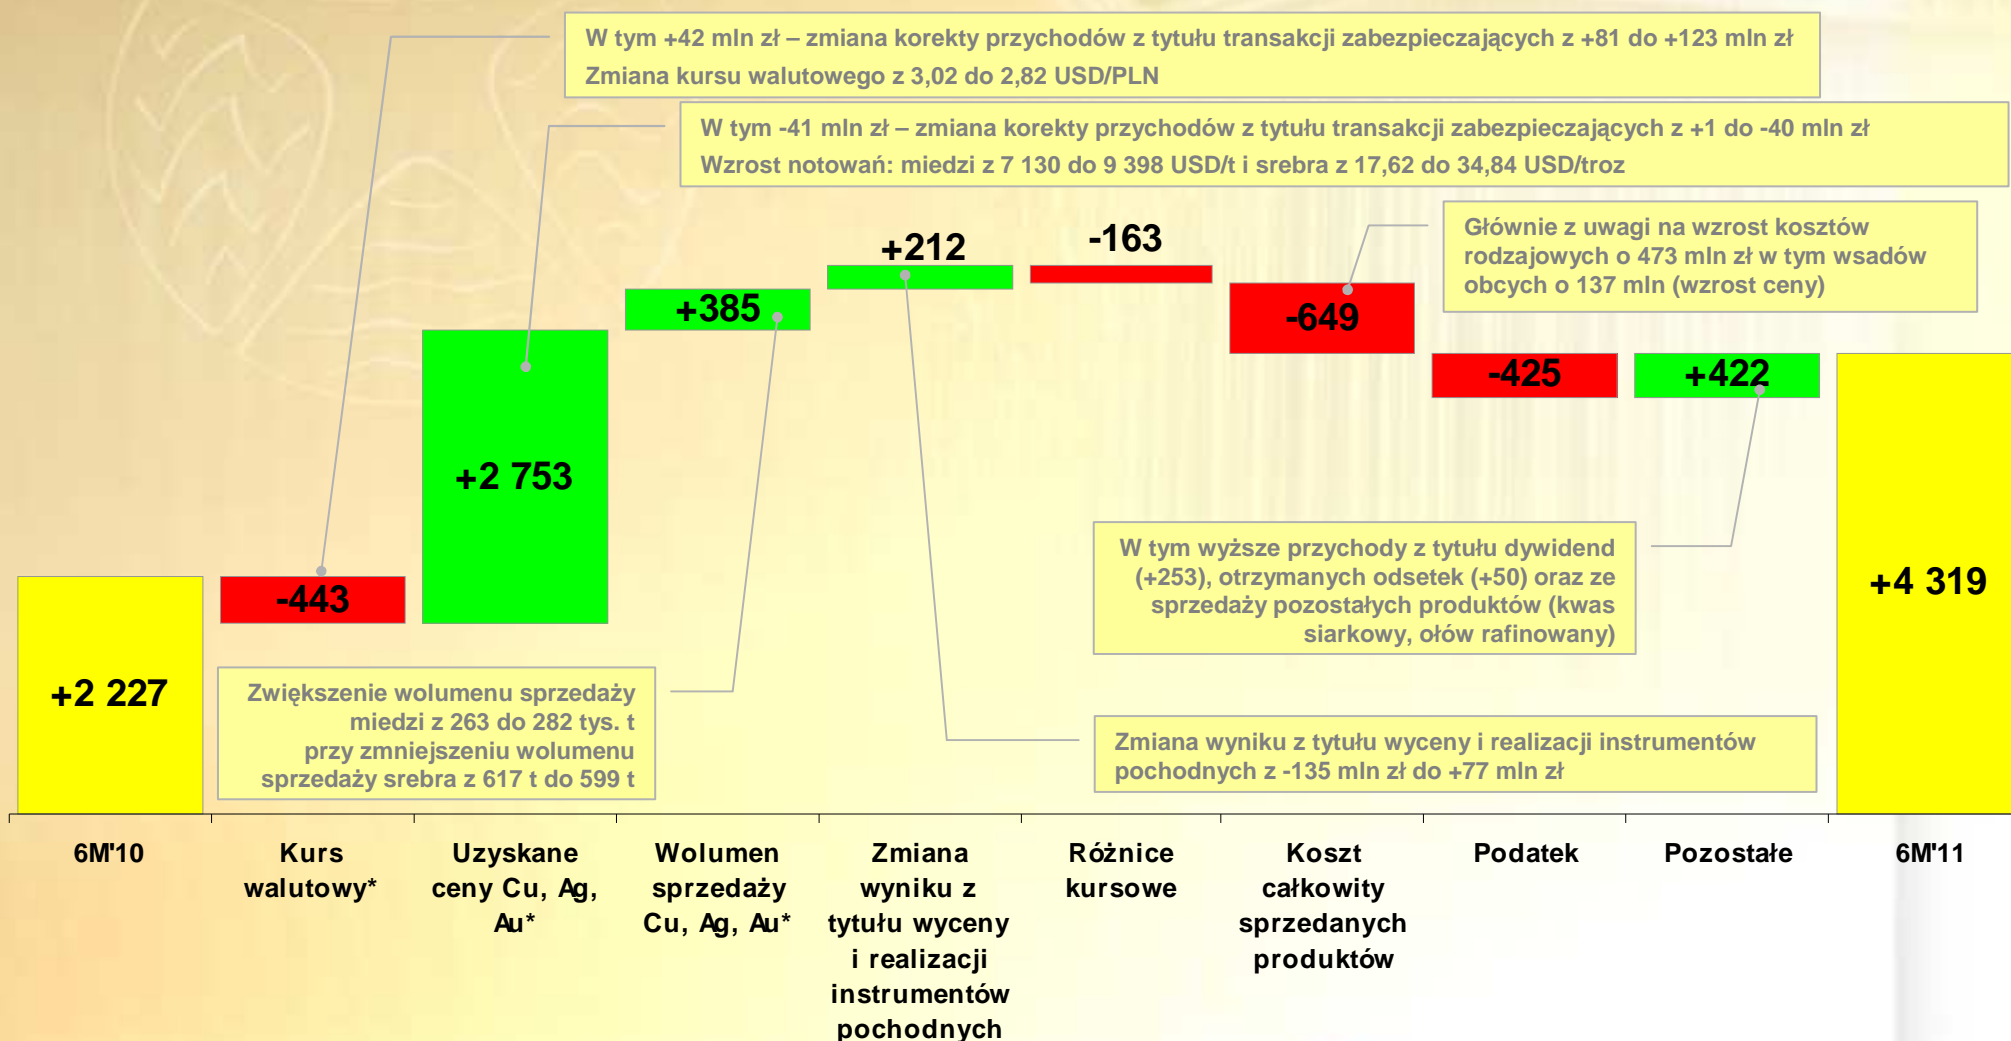 W tym +42 mln zł – zmiana korekty przychodów z tytułu transakcji zabezpieczających z +81 do +123 mln zł
Zmiana kursu walutowego z 3,02 do 2,82 USD/PLN
W tym -41 mln zł – zmiana korekty przychodów z tytułu transakcji zabezpieczających z +1 do -40 mln zł
Wzrost notowań: miedzi z 7 130 do 9 398 USD/t i srebra z 17,62 do 34,84 USD/troz
Głównie z uwagi na wzrost kosztów
rodzajowych o 473 mln zł w tym wsadów
obcych o 137 mln (wzrost ceny)
+2 227
-443
+2 753
+385
+212
-163
-649
-425
+422
+4 319
W tym wyższe przychody z tytułu dywidend
(+253), otrzymanych odsetek (+50) oraz ze
sprzedaży pozostałych produktów (kwas
siarkowy, ołów rafinowany)
Zwiększenie wolumenu sprzedaży
miedzi z 263 do 282 tys. t
przy zmniejszeniu wolumenu
sprzedaży srebra z 617 t do 599 t
Zmiana wyniku z tytułu wyceny i realizacji instrumentów
pochodnych z -135 mln zł do +77 mln zł
6M'10
Kurs
walutowy*
Uzyskane
ceny Cu, Ag,
Au*
Wolumen
sprzedaży
Cu, Ag, Au*
Zmiana
wyniku z
tytułu wyceny
i realizacji
instrumentów
pochodnych
Różnice
kursowe
Koszt
całkowity
sprzedanych
produktów
Podatek
Pozostałe
6M'11